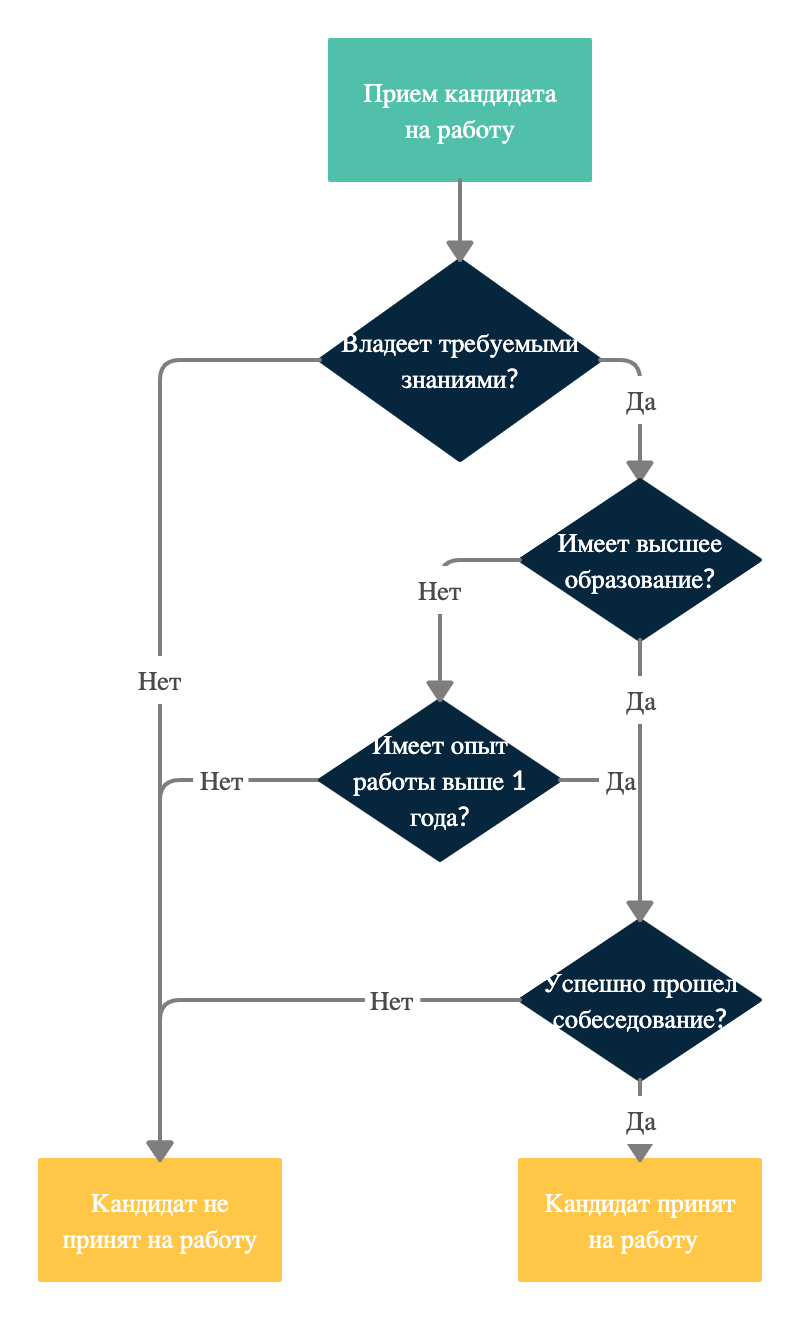 Прием кандидата
на работу
Владеет требуемыми
знаниями?
Да
Имеет высшее
образование?
Нет
Нет
Да
Имеет опыт
работы выше 1
года?
Нет
Да
Успешно прошел
собеседование?
Нет
Да
Кандидат не
принят на работу
Кандидат принят
на работу